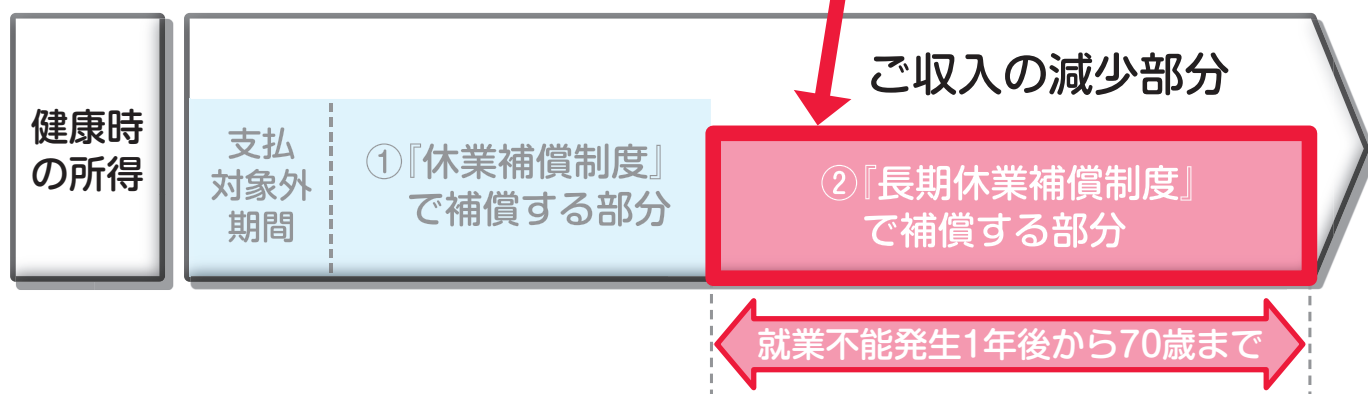 健康時
の所得
ご収入の減少部分
支払
対象外
期間
①『休業補償制度』
で補償する部分
②『長期休業補償制度』
で補償する部分
就業不能発生1年後から70歳まで